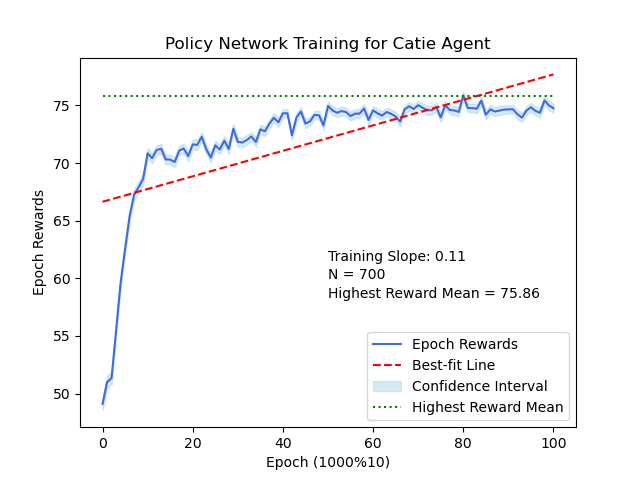 Policy Network Training for Catie Agent
Epoch Rewards
75
70
65
60
55
50
Training Slope: 0.11
N = 700
Highest Reward Mean = 75.86
Epoch Rewards
Best-fit Line
Confidence Interval
Highest Reward Mean
0 20 40 60 80 100
Epoch (1000%10)